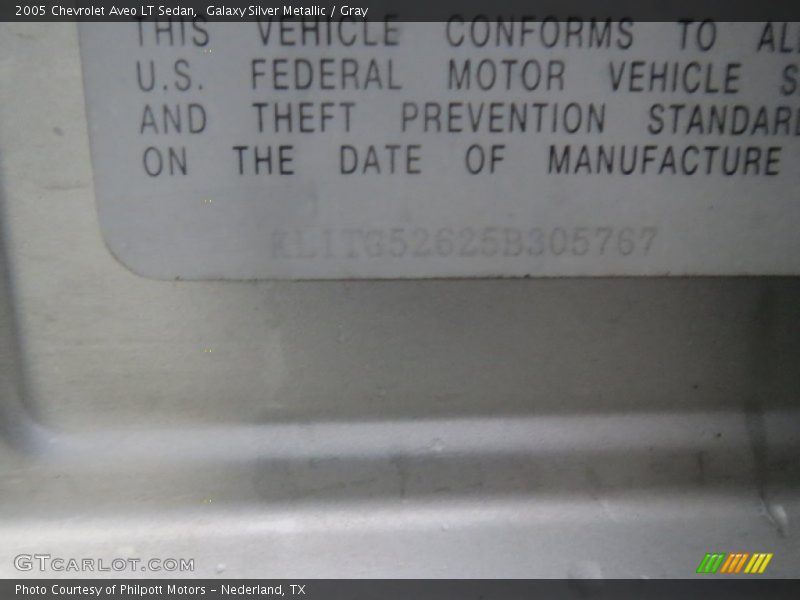 2005 Chevrolet Aveo LT Sedan, Galaxy Silver Metallic / Gray
THIS VEHICLE CONFORMS TO AL
U.S. FEDERAL MOTOR VEHICLE S
AND THEFT PREVENTION STANDARD
ON THE DATE OF MANUFACTURE
KL1TG52625B305767
GTCARLOT.COM
Photo Courtesy of Philpott Motors - Nederland, TX